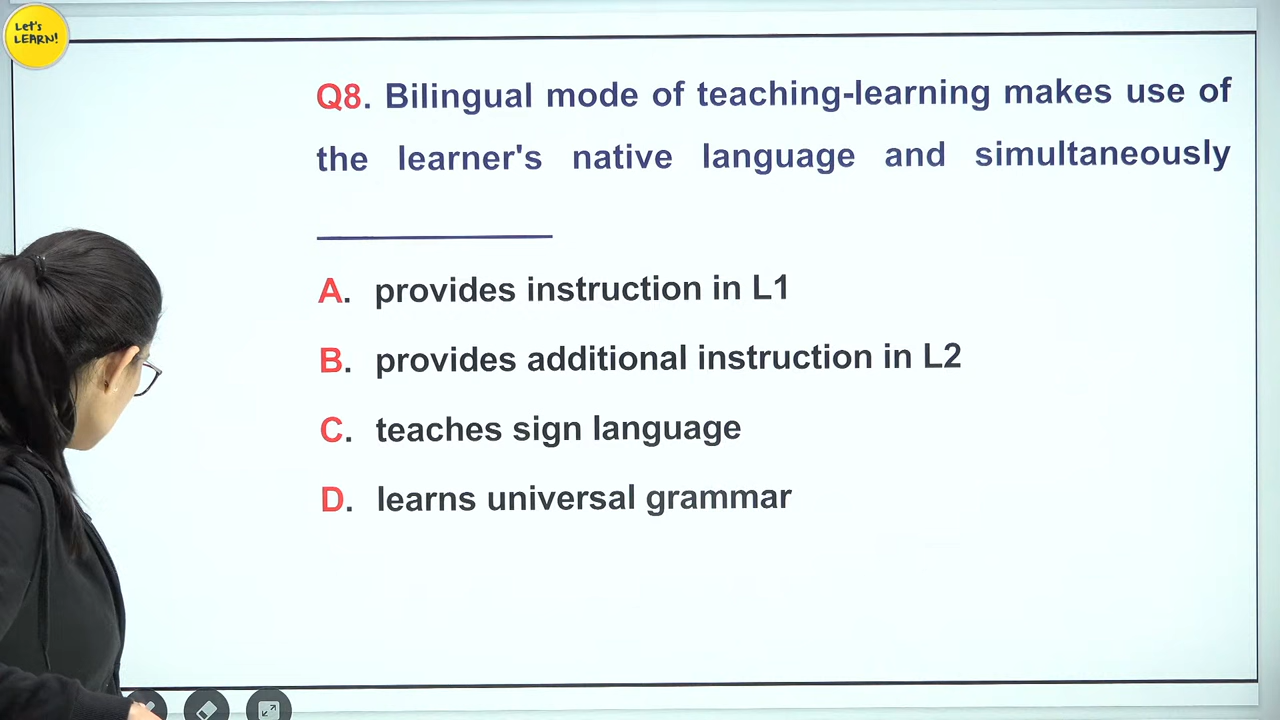 Let's
LEARN!
Q8. Bilingual mode of teaching-learning makes use of
the learner's native language and simultaneously
A. provides instruction in L1
B. provides additional instruction in L2
C. teaches sign language
D. learns universal grammar